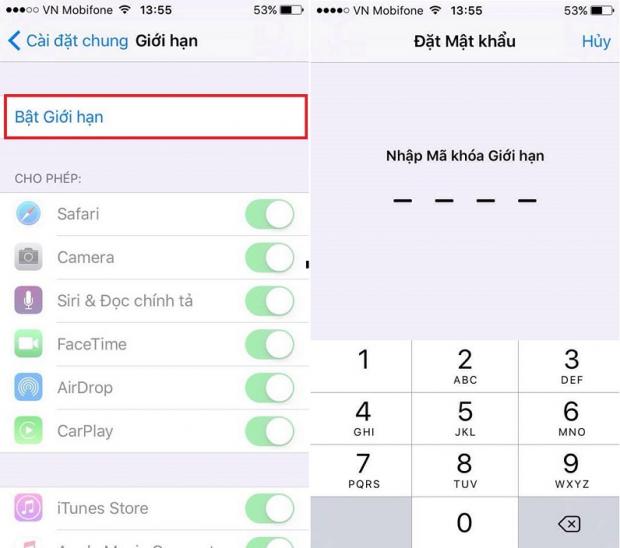 ●●●○○ VN Mobifone 13:55 53%
Cài đặt chung Giới hạn
Bật Giới hạn
CHO PHÉP:
Safari
Camera
Siri & Đọc chính tả
FaceTime
AirDrop
CarPlay
iTunes Store
●●●●○ VN Mobifone 13:55 53%
Đặt Mật khẩu Hủy
Nhập Mã khóa Giới hạn
1 2 3
ABC DEF
4 5 6
GHI JKL MNO
7 8 9
PQRS TUV WXYZ
0